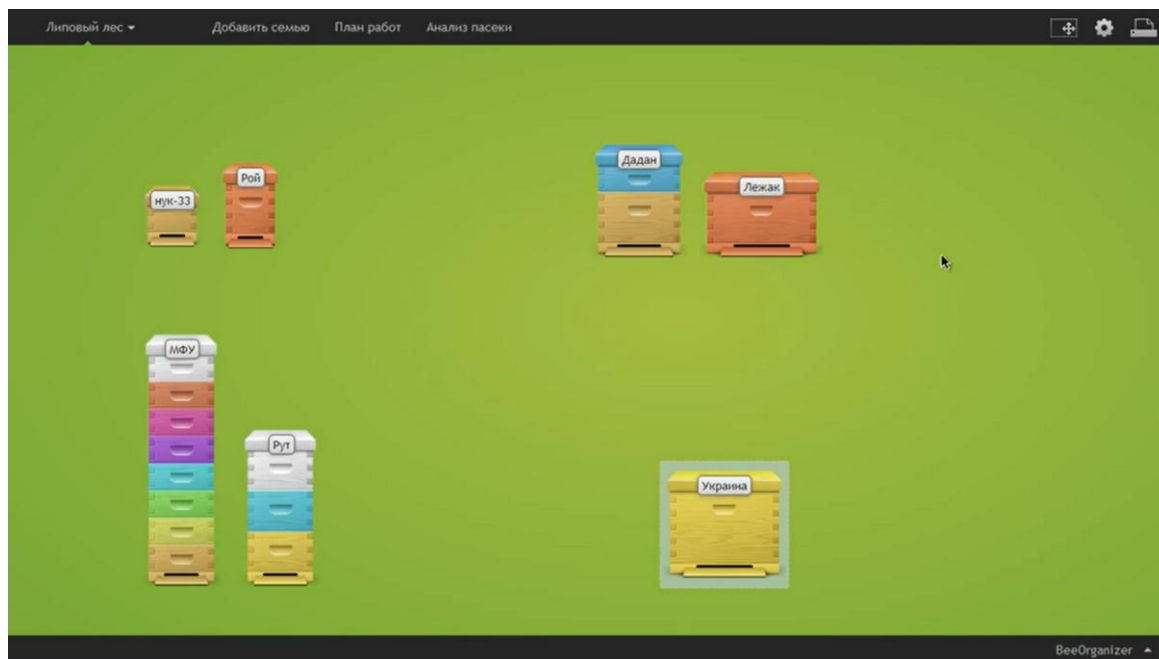 Липовый лес
Добавить семью
План работ
Анализ пасеки
нук-33
Рой
Дадан
Лежак
МФУ
Рут
Украина
BeeOrganizer